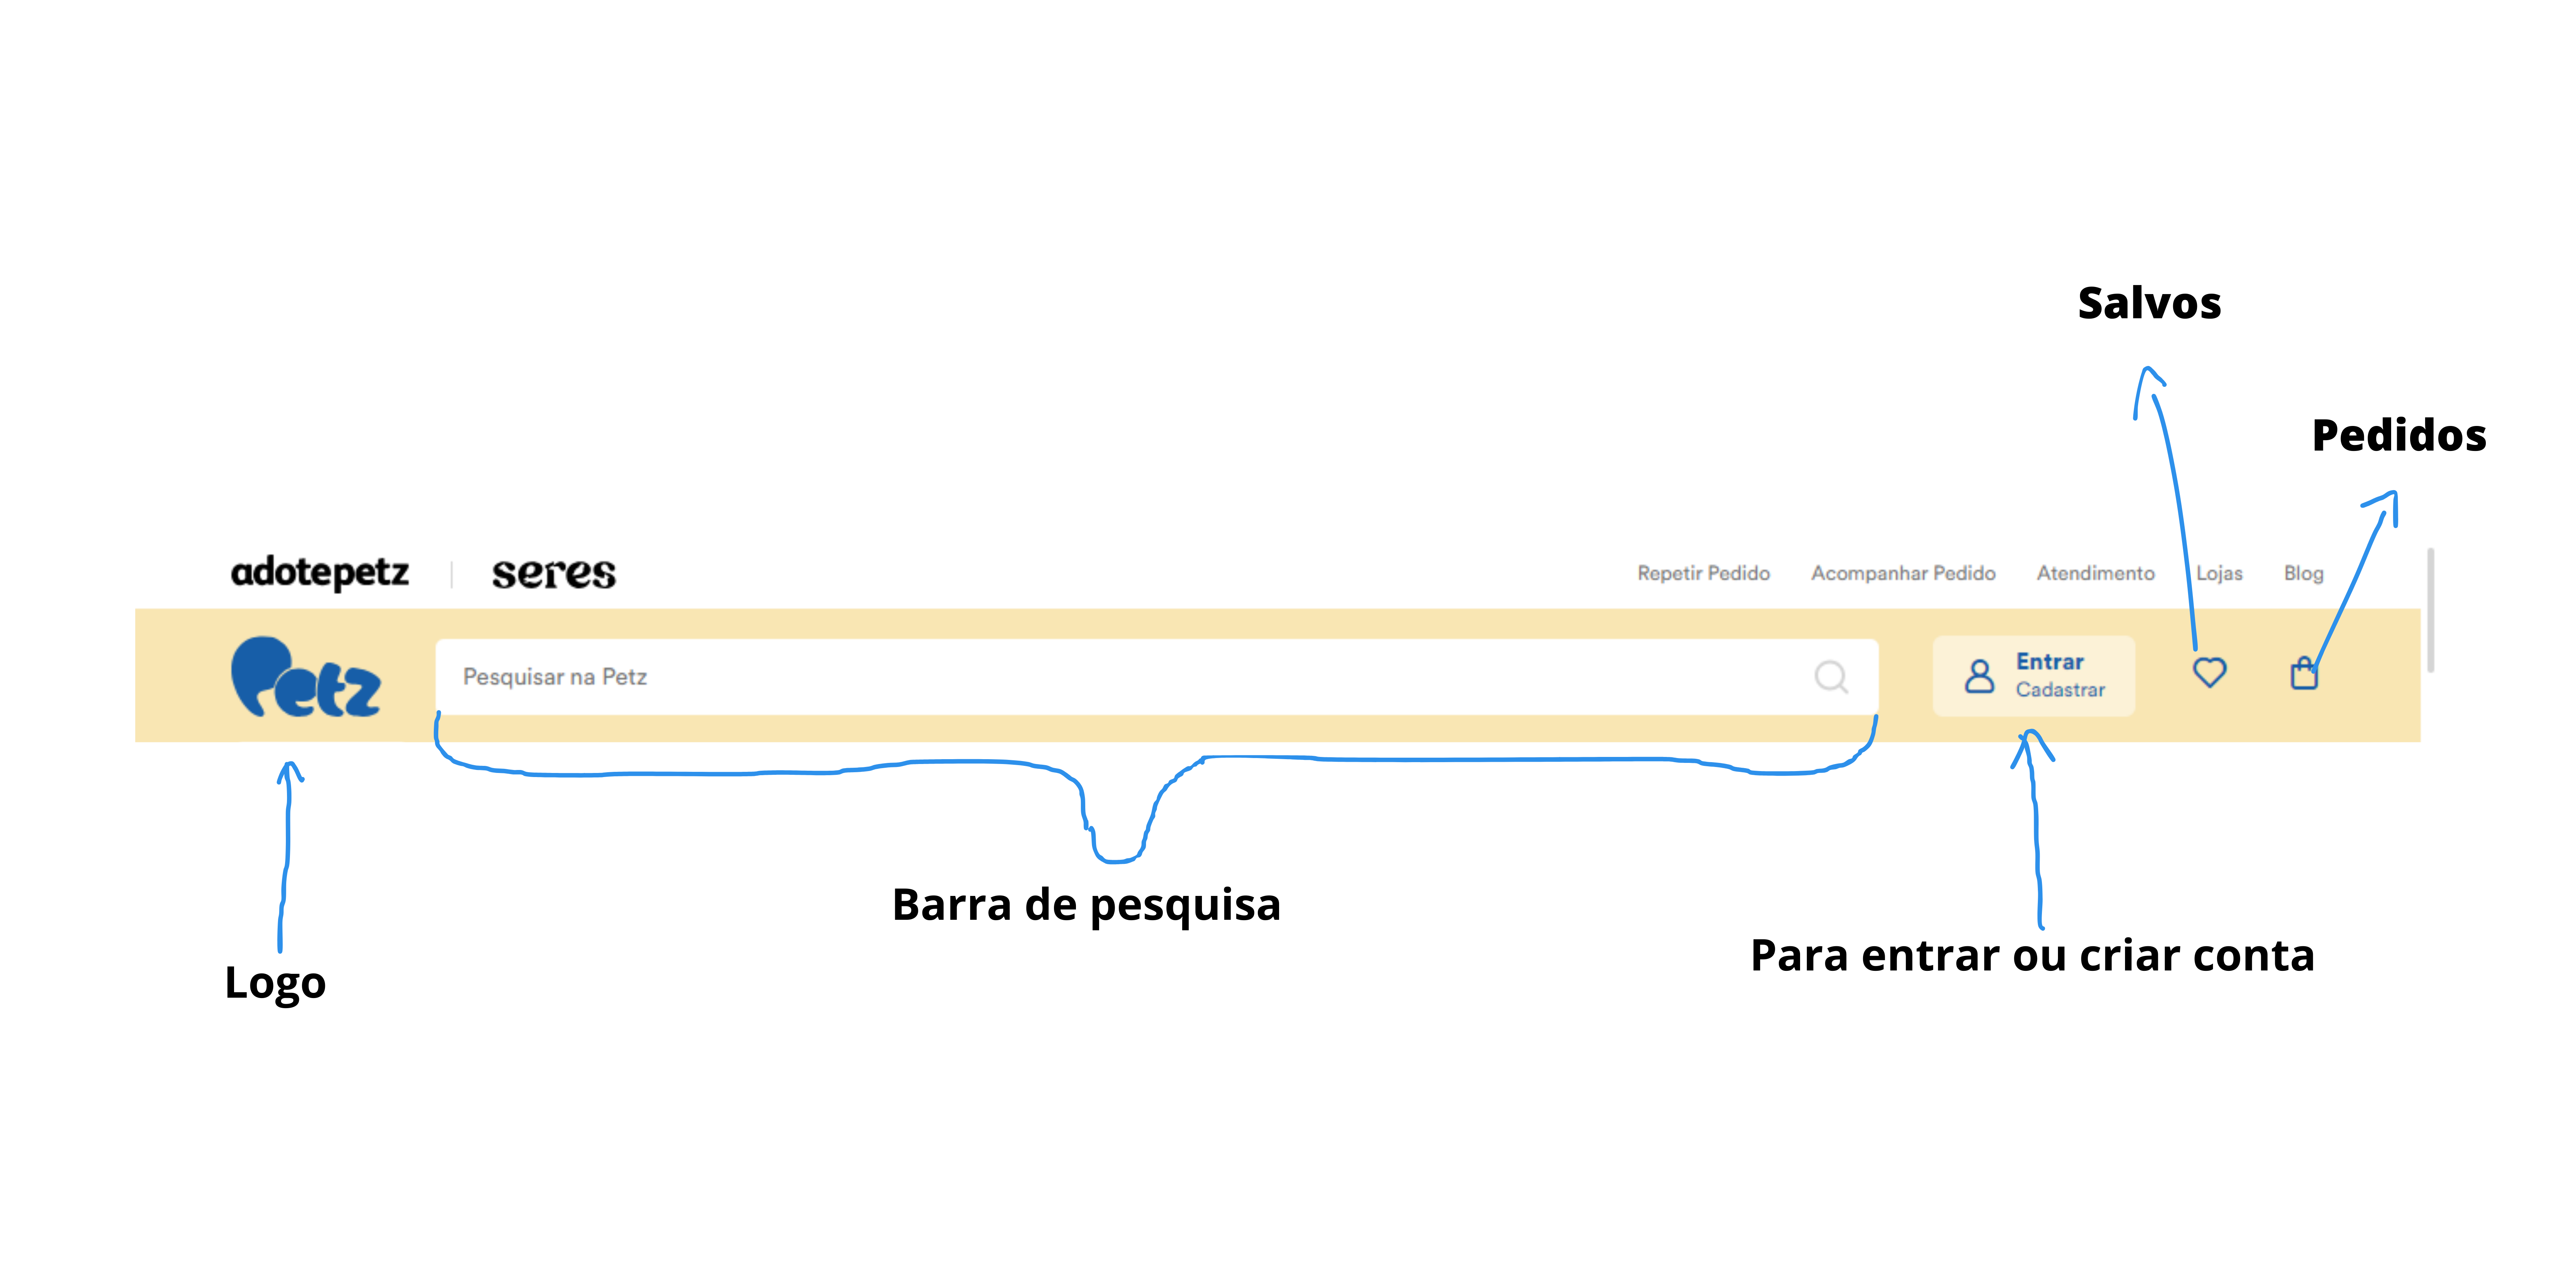 Salvos
Pedidos
adotepetz | seres
Repetir Pedido Acompanhar Pedido Atendimento Lojas Blog
Petz
Pesquisar na Petz
Entrar
Cadastrar
Barra de pesquisa
Para entrar ou criar conta
Logo